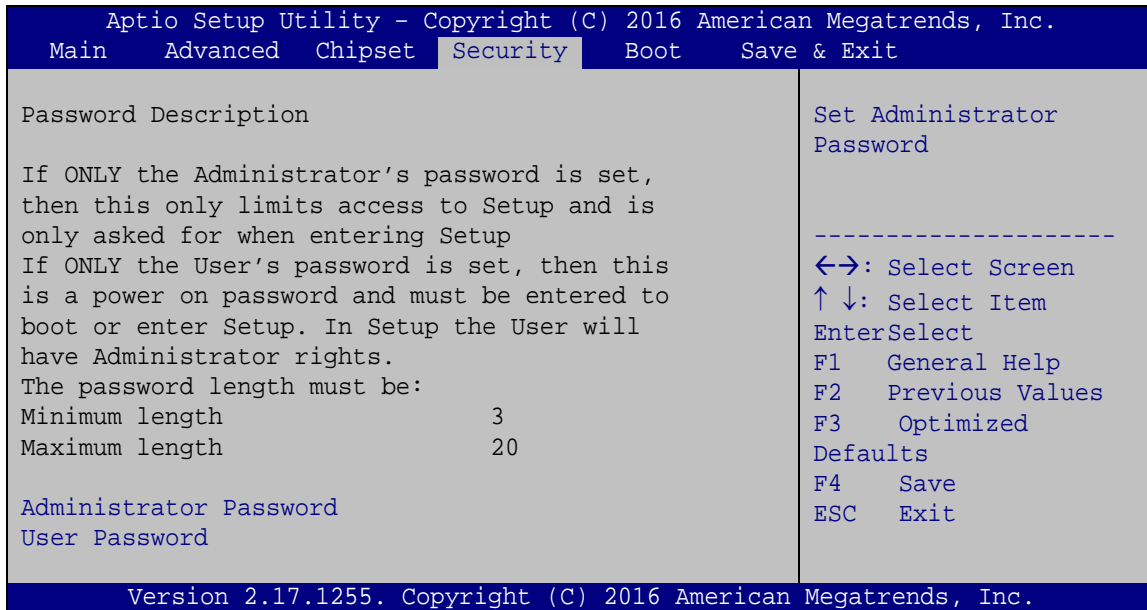 Aptio Setup Utility – Copyright (C) 2016 American Megatrends, Inc.
Main Advanced Chipset Security Boot Save & Exit
Password Description
If ONLY the Administrator’s password is set,
then this only limits access to Setup and is
only asked for when entering Setup
If ONLY the User’s password is set, then this
is a power on password and must be entered to
boot or enter Setup. In Setup the User will
have Administrator rights.
The password length must be:
Minimum length 3
Maximum length 20
Administrator Password
User Password
Set Administrator
Password
---------------------
←→: Select Screen
↑ ↓: Select Item
EnterSelect
F1 General Help
F2 Previous Values
F3 Optimized
Defaults
F4 Save
ESC Exit
Version 2.17.1255. Copyright (C) 2016 American Megatrends, Inc.